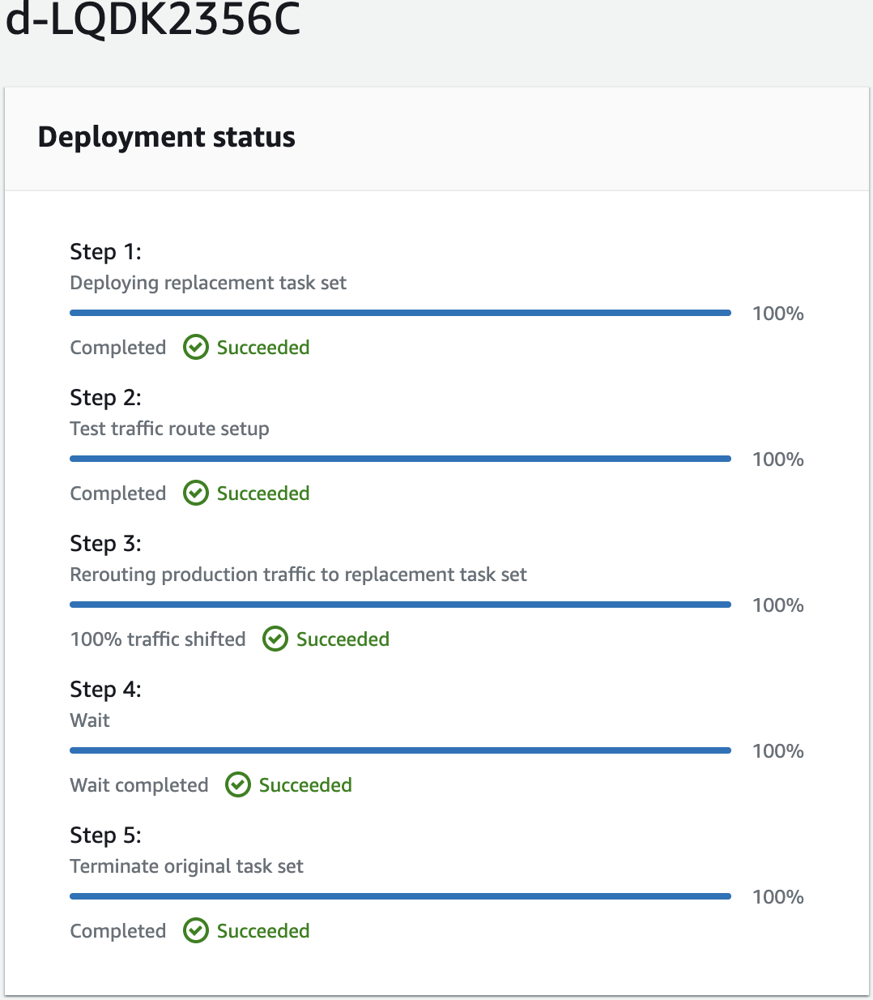 d-LQDK2356C
Deployment status
Step 1:
Deploying replacement task set
100%
Completed Succeeded
Step 2:
Test traffic route setup
100%
Completed Succeeded
Step 3:
Rerouting production traffic to replacement task set
100%
100% traffic shifted Succeeded
Step 4:
Wait
100%
Wait completed Succeeded
Step 5:
Terminate original task set
100%
Completed Succeeded